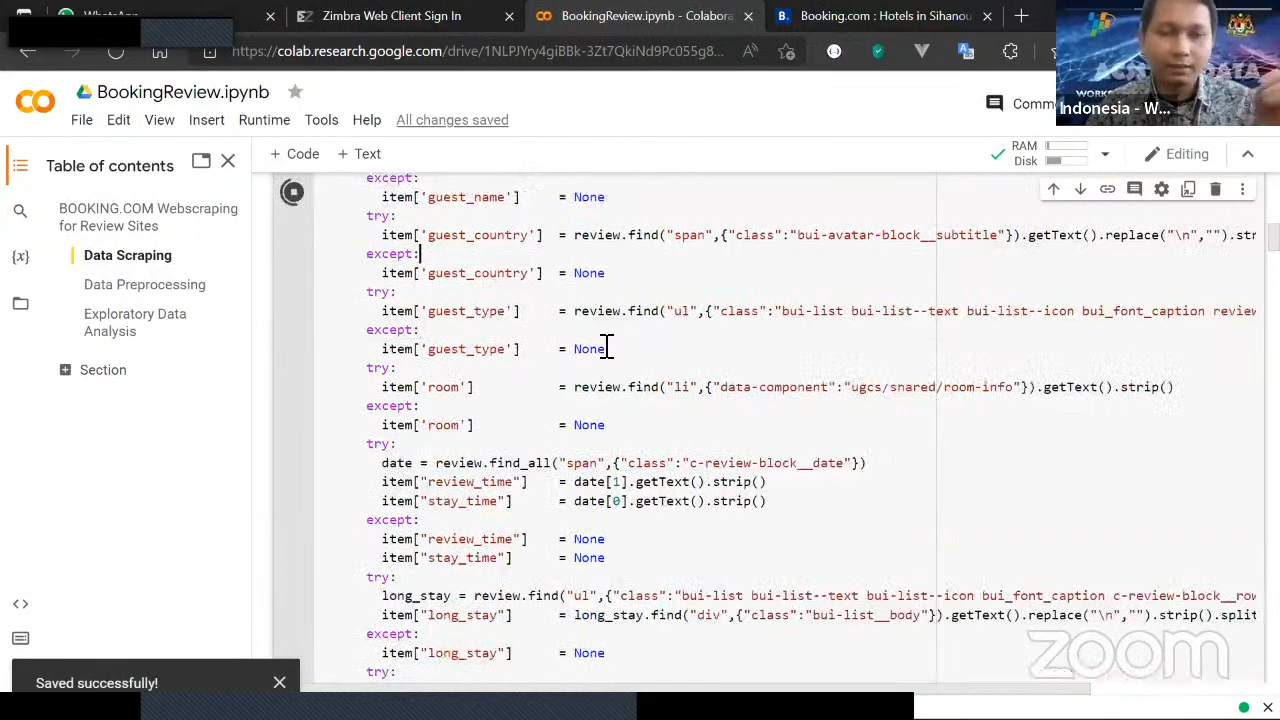 WhatsApp
Zimbra Web Client Sign In
BookingReview.ipynb - Colabora
Booking.com : Hotels in Sihanou
https://colab.research.google.com/drive/1NLPJYry4giBBk-3Zt7QkiNd9Pc055g8...
BookingReview.ipynb
Comm
WORKS
Indonesia - W...
File Edit View Insert Runtime Tools Help All changes saved
+ Code + Text
RAM
Disk
Editing
Table of contents
BOOKING.COM Webscraping
for Review Sites
Data Scraping
Data Preprocessing
Exploratory Data
Analysis
Section
except:
item['guest_name'] = None
try:
item['guest_country'] = review.find("span",{"class":"bui-avatar-block__subtitle"}).getText().replace("\n","").str
except:
item['guest_country'] = None
try:
item['guest_type'] = review.find("ul",{"class":"bui-list bui-list--text bui-list--icon bui_font_caption review
except:
item['guest_type'] = None
try:
item['room'] = review.find("li",{"data-component":"ugcs/shared/room-info"}).getText().strip()
except:
item['room'] = None
try:
date = review.find_all("span",{"class":"c-review-block__date"})
item["review_time"] = date[1].getText().strip()
item["stay_time"] = date[0].getText().strip()
except:
item["review_time"] = None
item["stay_time"] = None
try:
long_stay = review.find("ul",{"class":"bui-list bui-list--text bui-list--icon bui_font_caption c-review-block__row
item["long_stay"] = long_stay.find("div",{"class":"bui-list__body"}).getText().replace("\n","").strip().split
except:
item["long_stay"] = None
try:
zoom
Saved successfully!